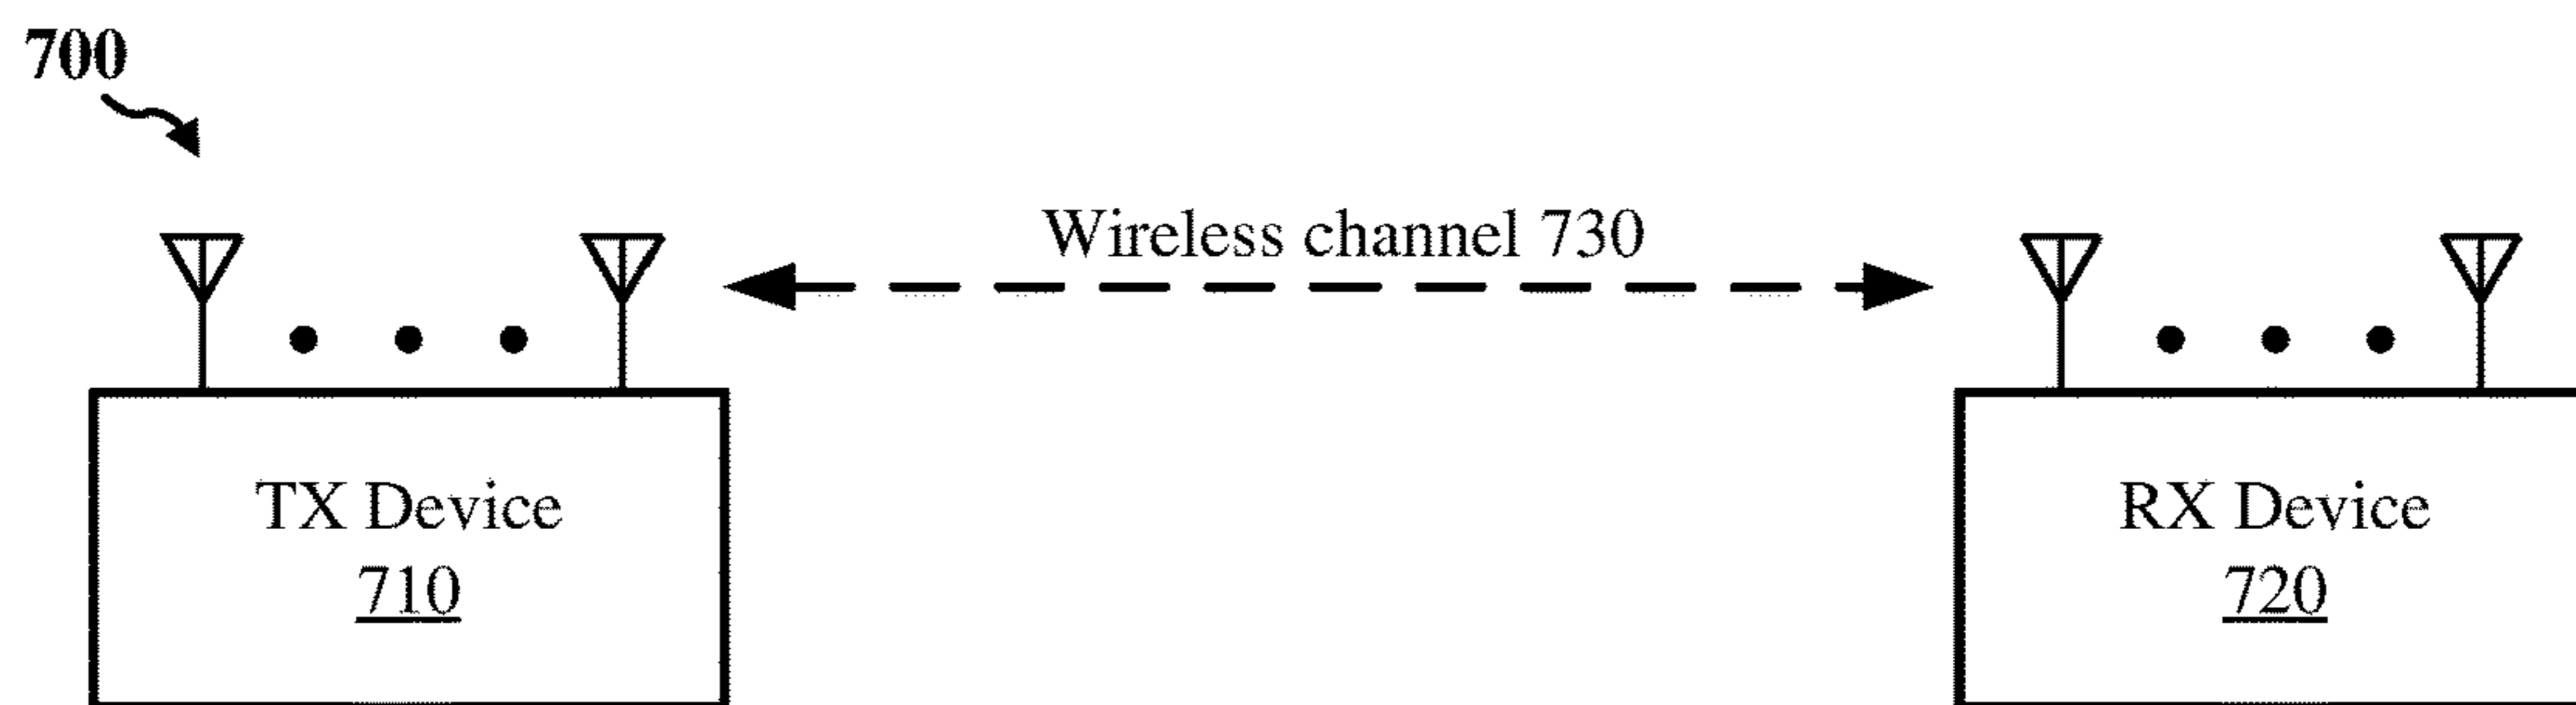 700
Wireless channel 730
TX Device
710
RX Device
720